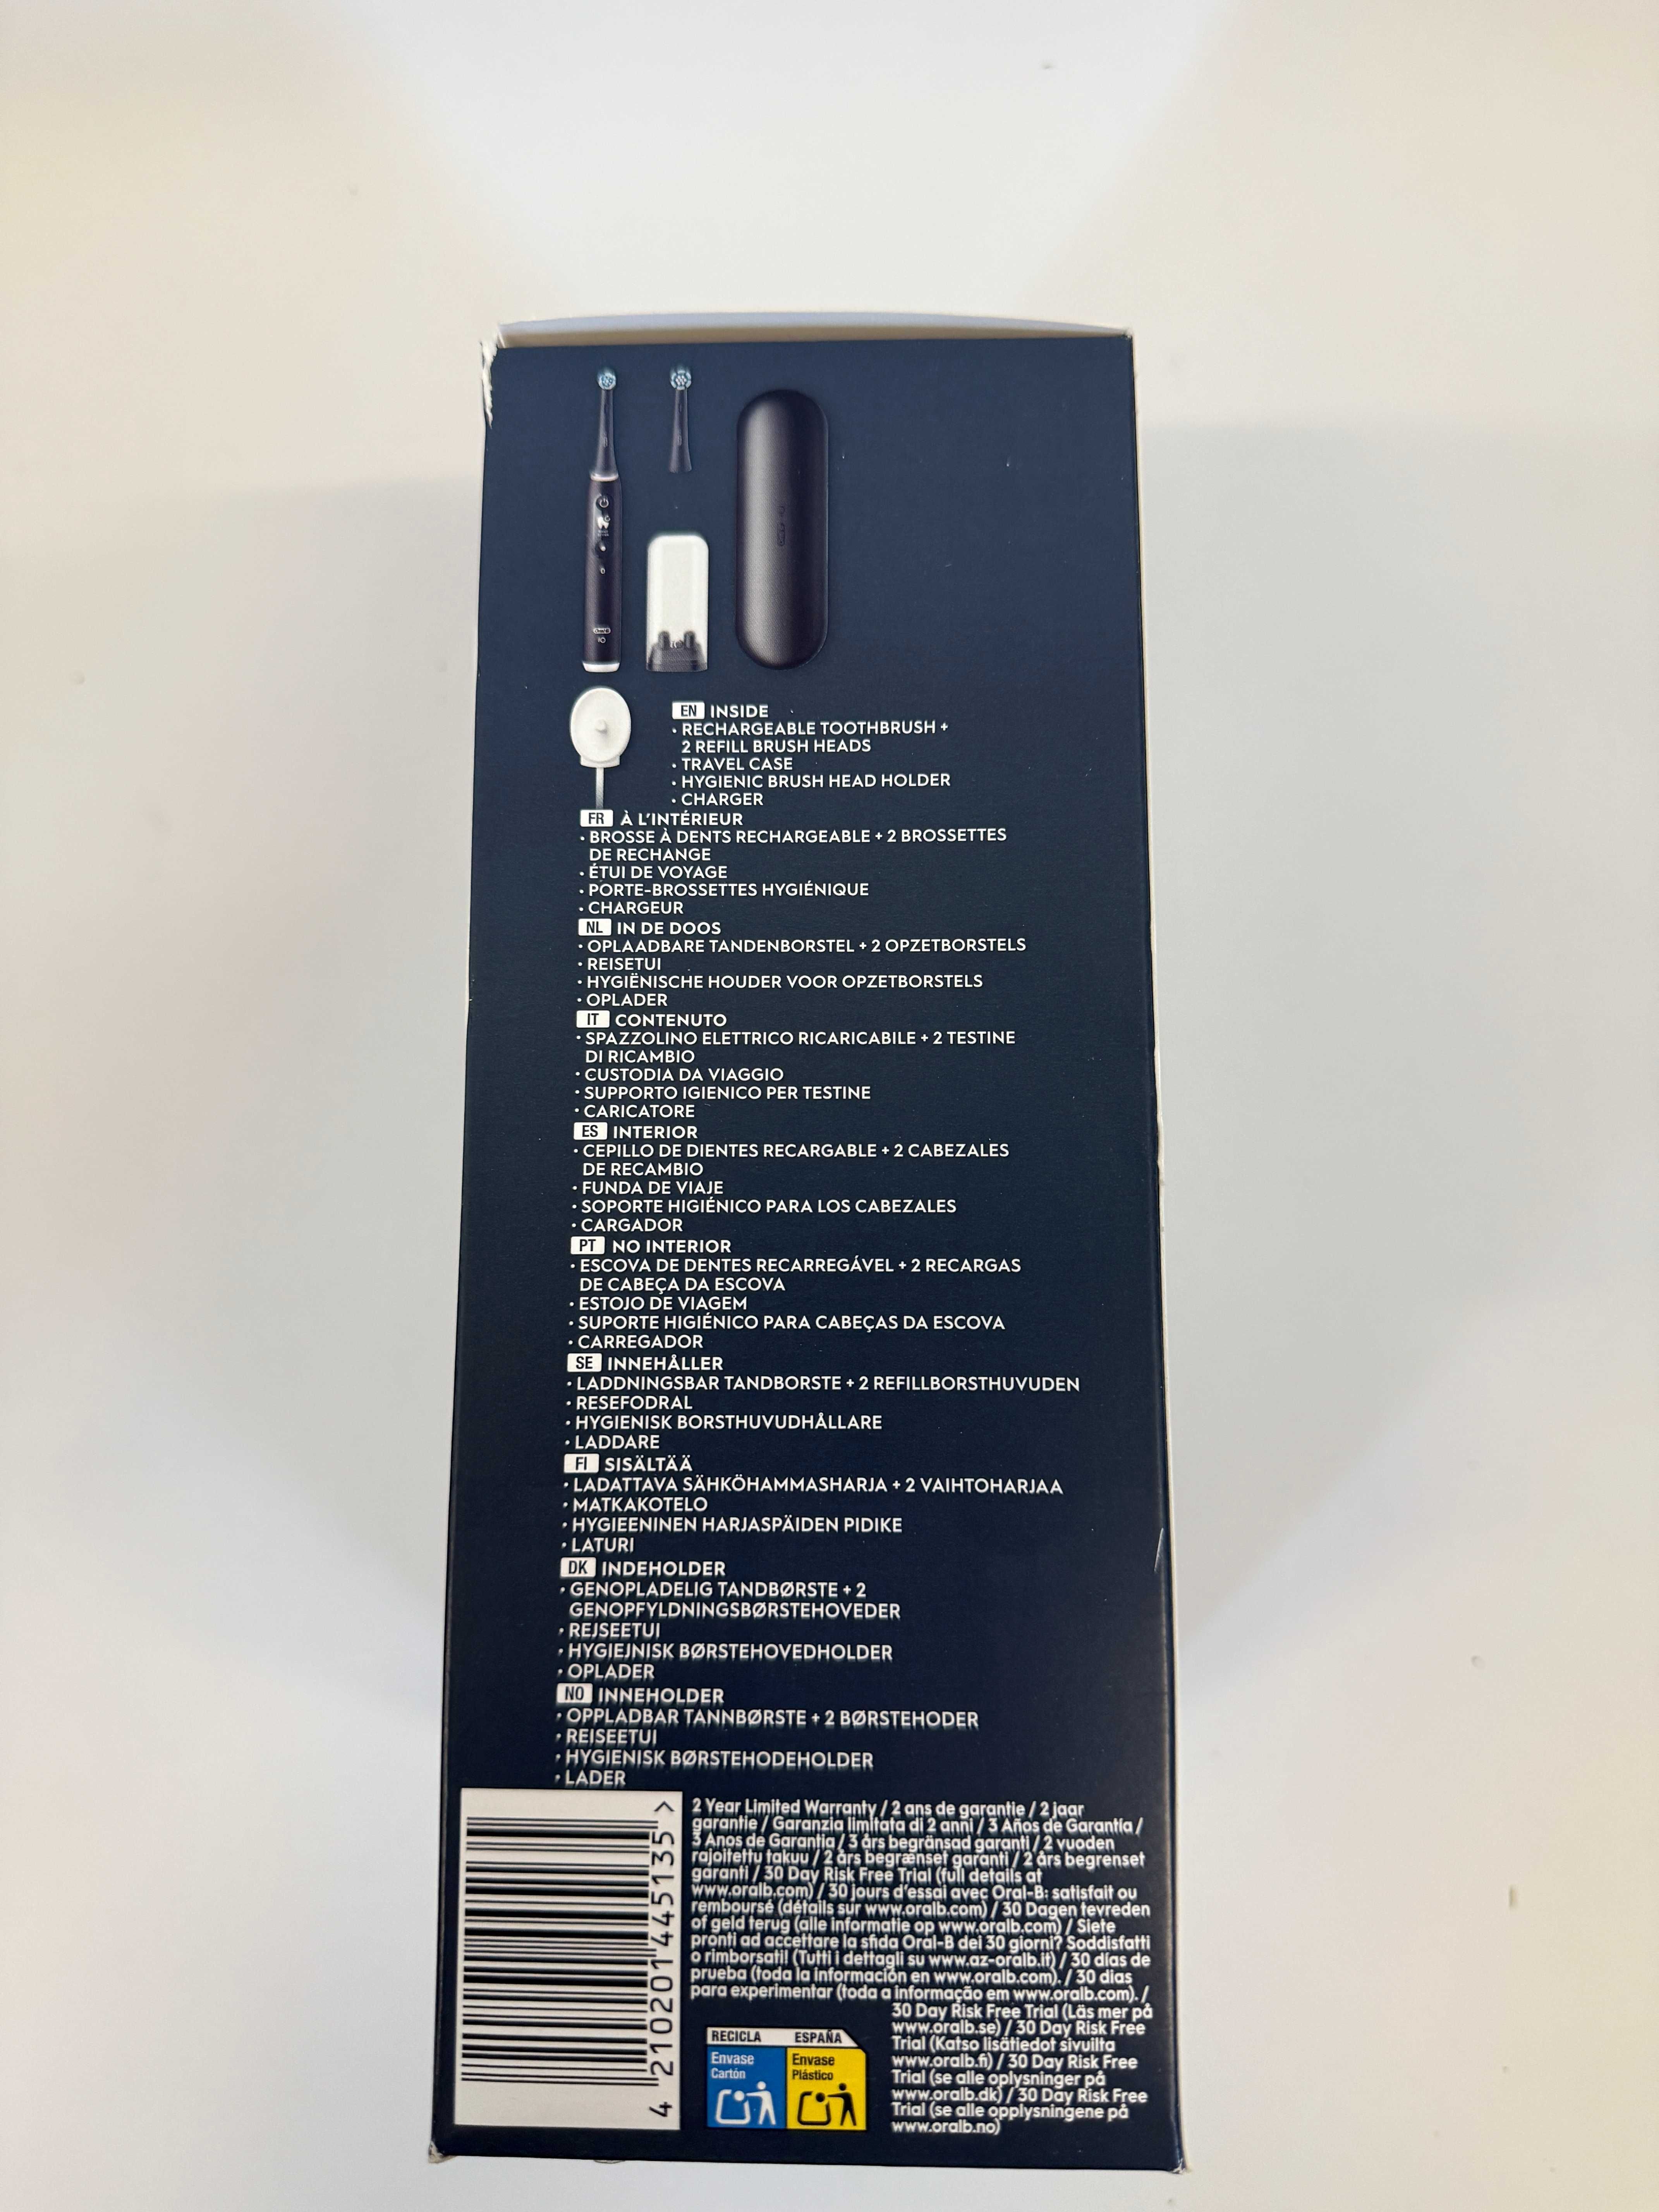 EN INSIDE
· RECHARGEABLE TOOTHBRUSH +
2 REFILL BRUSH HEADS
· TRAVEL CASE
· HYGIENIC BRUSH HEAD HOLDER
· CHARGER
FR À L'INTÉRIEUR
· BROSSE À DENTS RECHARGEABLE + 2 BROSSETTES
DE RECHANGE
· ÉTUI DE VOYAGE
· PORTE-BROSSETTES HYGIÉNIQUE
· CHARGEUR
NL IN DE DOOS
· OPLAADBARE TANDENBORSTEL + 2 OPZETBORSTELS
· REISETUI
· HYGIËNISCHE HOUDER VOOR OPZETBORSTELS
· OPLADER
IT CONTENUTO
· SPAZZOLINO ELETTRICO RICARICABILE + 2 TESTINE
DI RICAMBIO
· CUSTODIA DA VIAGGIO
· SUPPORTO IGIENICO PER TESTINE
· CARICATORE
ES INTERIOR
· CEPILLO DE DIENTES RECARGABLE + 2 CABEZALES
DE RECAMBIO
· FUNDA DE VIAJE
· SOPORTE HIGIÉNICO PARA LOS CABEZALES
· CARGADOR
PT NO INTERIOR
· ESCOVA DE DENTES RECARREGÁVEL + 2 RECARGAS
DE CABEÇA DA ESCOVA
· ESTOJO DE VIAGEM
· SUPORTE HIGIÉNICO PARA CABEÇAS DA ESCOVA
· CARREGADOR
SE INNEHÅLLER
· LADDNINGSBAR TANDBORSTE + 2 REFILLBORSTHUVUDEN
· RESEFODRAL
· HYGIENISK BORSTHUVUDHÅLLARE
· LADDARE
FI SISÄLTÄÄ
· LADATTAVA SÄHKÖHAMMASHARJA + 2 VAIHTOHARJAA
· MATKAKOTELO
· HYGIEENINEN HARJASPÄIDEN PIDIKE
· LATURI
DK INDEHOLDER
· GENOPLADELIG TANDBØRSTE + 2
GENOPFYLDNINGSBØRSTEHOVEDER
· REJSEETUI
· HYGIEJNISK BØRSTEHOVEDHOLDER
· OPLADER
NO INNEHOLDER
· OPPLADBAR TANNBØRSTE + 2 BØRSTEHODER
· REISEETUI
· HYGIENISK BØRSTEHODEHOLDER
· LADER
4 210201 445135 >
2 Year Limited Warranty / 2 ans de garantie / 2 jaar
garantie / Garanzia limitata di 2 anni / 3 Años de Garantía /
3 Anos de Garantia / 3 års begränsad garanti / 2 vuoden
rajoitettu takuu / 2 års begrænset garanti / 2 års begrenset
garanti / 30 Day Risk Free Trial (full details at
www.oralb.com) / 30 jours d'essai avec Oral-B: satisfait ou
remboursé (détails sur www.oralb.com) / 30 Dagen tevreden
of geld terug (alle informatie op www.oralb.com) / Siete
pronti ad accettare la sfida Oral-B dei 30 giorni? Soddisfatti
o rimborsati! (Tutti i dettagli su www.az-oralb.it) / 30 días de
prueba (toda la información en www.oralb.com). / 30 dias
para experimentar (toda a informação em www.oralb.com). /
30 Day Risk Free Trial (Läs mer på
www.oralb.se) / 30 Day Risk Free
Trial (Katso lisätiedot sivuilta
www.oralb.fi) / 30 Day Risk Free
Trial (se alle oplysninger på
www.oralb.dk) / 30 Day Risk Free
Trial (se alle opplysningene på
www.oralb.no)
RECICLA ESPAÑA
Envase
Cartón
Envase
Plástico